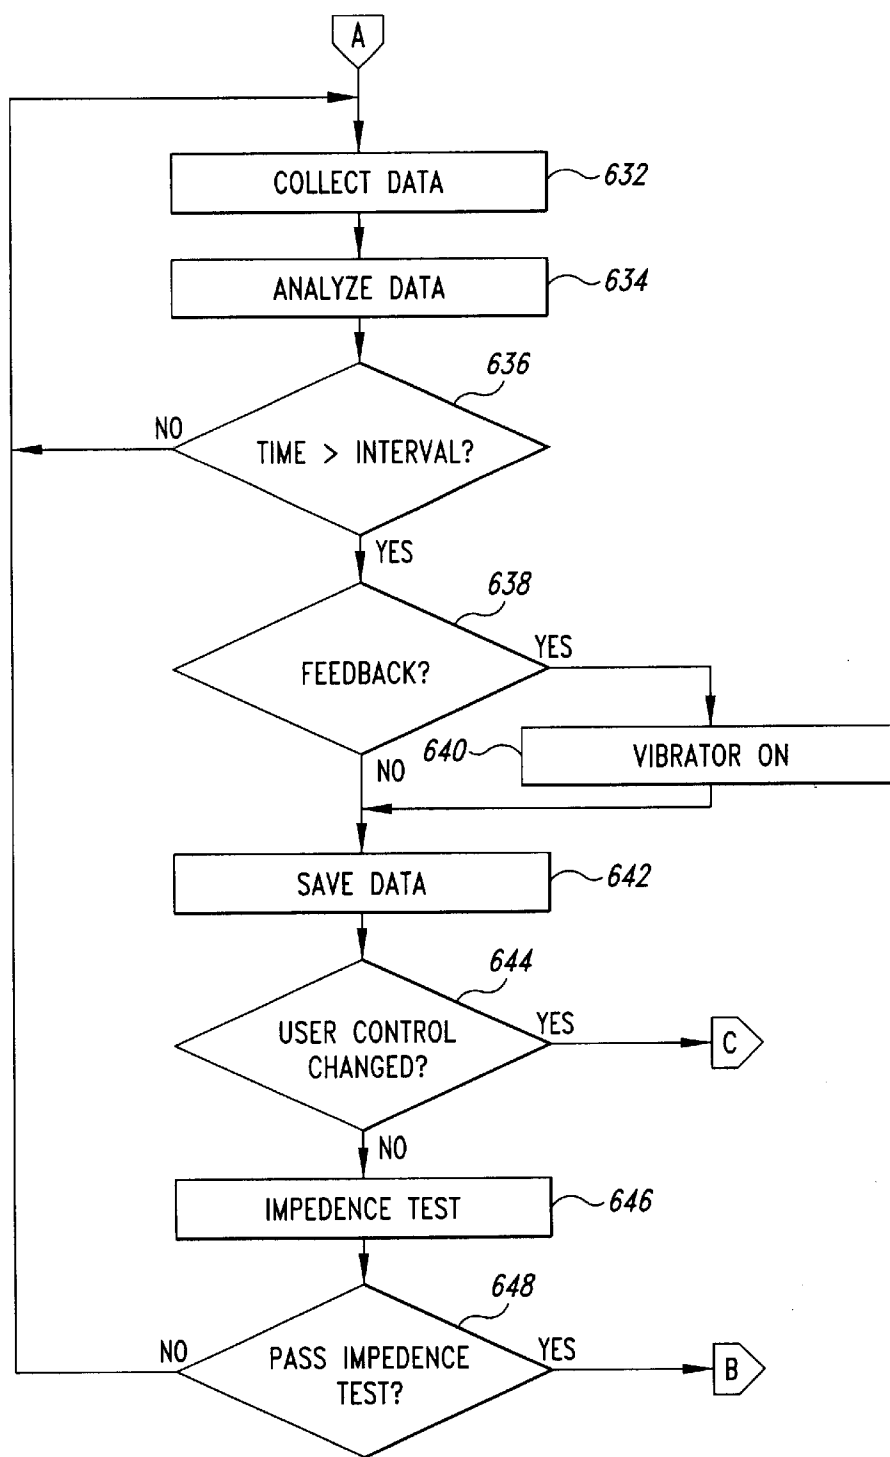 A
COLLECT DATA
632
ANALYZE DATA
634
636
NO
TIME > INTERVAL?
YES
638
YES
FEEDBACK?
640
VIBRATOR ON
NO
SAVE DATA
642
644
YES
USER CONTROL
CHANGED?
C
NO
IMPEDENCE TEST
646
648
NO
YES
PASS IMPEDENCE
TEST?
B